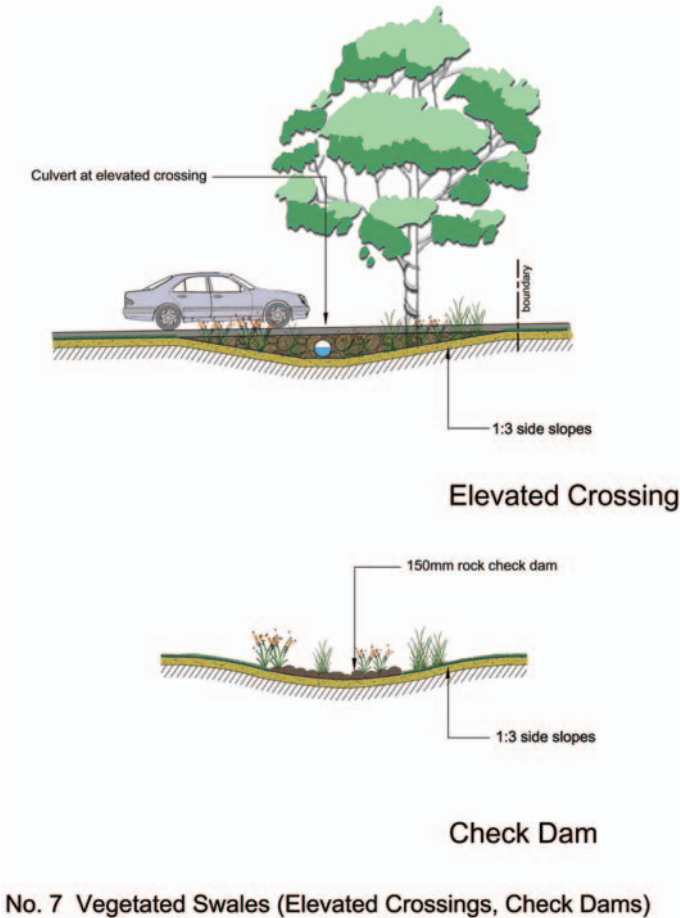 Culvert at elevated crossing
boundary
1:3 side slopes
Elevated Crossing
150mm rock check dam
1:3 side slopes
Check Dam
No. 7 Vegetated Swales (Elevated Crossings, Check Dams)